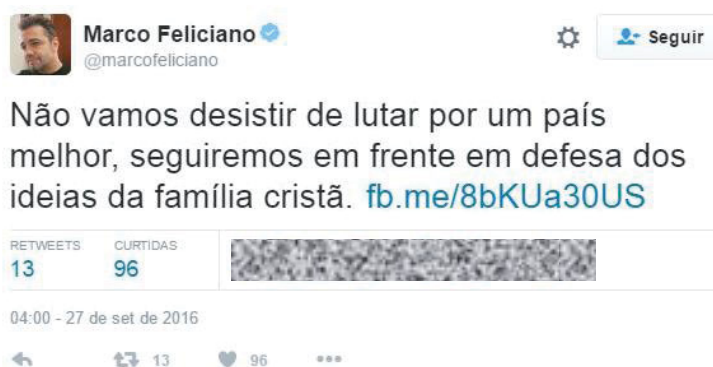 Marco Feliciano
@marcofeliciano
Seguir
Não vamos desistir de lutar por um país
melhor, seguiremos em frente em defesa dos
ideias da família cristã. fb.me/8bKUa30US
RETWEETS CURTIDAS
13 96
04:00 - 27 de set de 2016
13 96